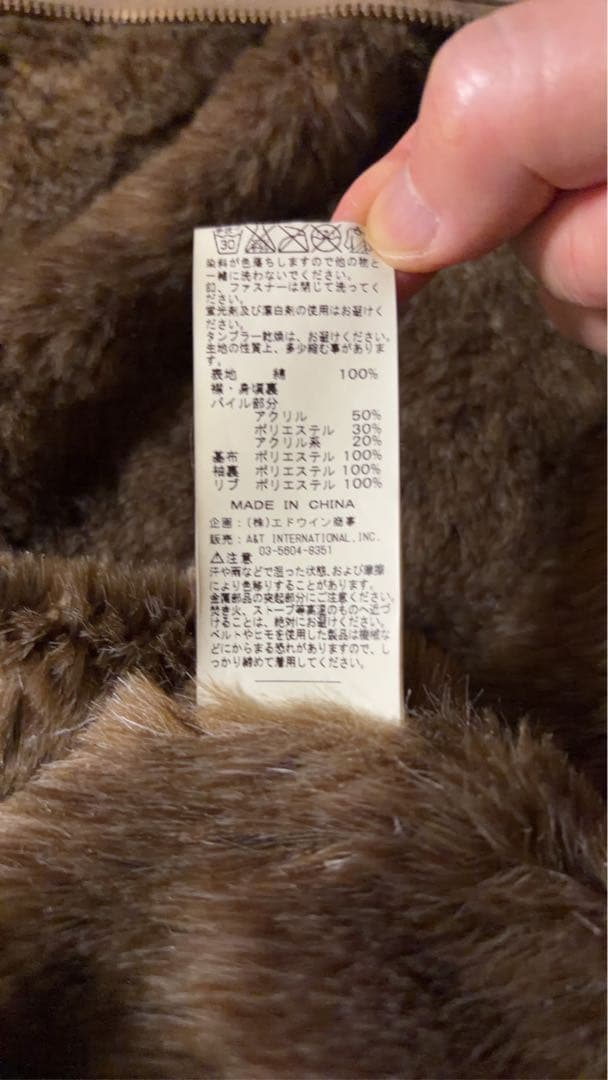 30
染料が色落ちしますので他の物と
一緒に洗わないでください。
釦、ファスナーは閉じて洗ってく
ださい。
蛍光剤及び漂白剤の使用はお避けく
ださい。
タンブラー乾燥は、お避けください。
生地の性質上、多少縮む事がありま
す。
表地 綿 100%
襟・身頃裏
パイル部分
アクリル 50%
ポリエステル 30%
アクリル系 20%
基布 ポリエステル 100%
袖裏 ポリエステル 100%
リブ ポリエステル 100%
MADE IN CHINA
企画：(株)エドウイン商事
販売：A&T INTERNATIONAL,INC.
03-5604-8351
⚠注意
汗や雨などで湿った状態、および摩擦
により色移りすることがあります。
金属部品の突起部分にご注意ください。
焚き火、ストーブ等高温のものへ近づ
けることは、絶対にお避けください。
ベルトやヒモを使用した製品は機械な
どにからまる恐れがありますので、し
っかり締めて着用してください。